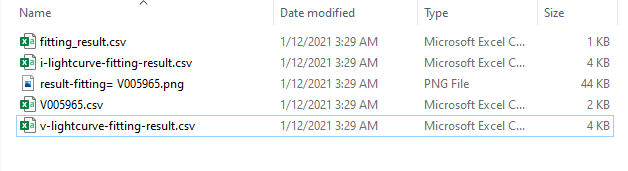 Name Date modified Type Size
fitting_result.csv 1/12/2021 3:29 AM Microsoft Excel C... 1 KB
i-lightcurve-fitting-result.csv 1/12/2021 3:29 AM Microsoft Excel C... 4 KB
result-fitting= V005965.png 1/12/2021 3:29 AM PNG File 44 KB
V005965.csv 1/12/2021 3:29 AM Microsoft Excel C... 2 KB
v-lightcurve-fitting-result.csv 1/12/2021 3:29 AM Microsoft Excel C... 4 KB